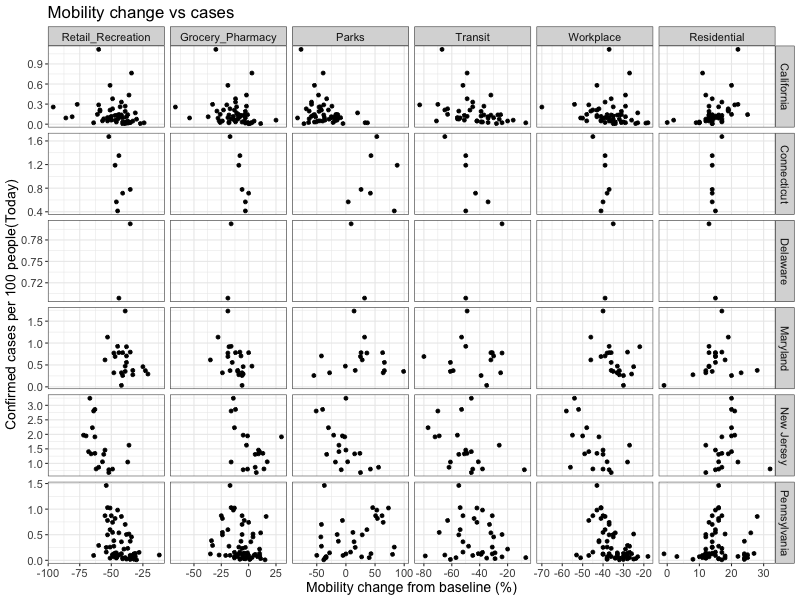 Mobility change vs cases
Retail_Recreation Grocery_Pharmacy Parks Transit Workplace Residential
Confirmed cases per 100 people(Today)
0.9
0.6
0.3
0.0
California
1.6
1.2
0.8
0.4
Connecticut
0.78
0.75
0.72
Delaware
1.5
1.0
0.5
0.0
Maryland
3.0
2.5
2.0
1.5
1.0
New Jersey
1.5
1.0
0.5
0.0
Pennsylvania
-100 -75 -50 -25 -50 -25 0 25 -50 0 50 100 -80 -60 -40 -20 -70 -60 -50 -40 -30 -20 0 10 20 30
Mobility change from baseline (%)